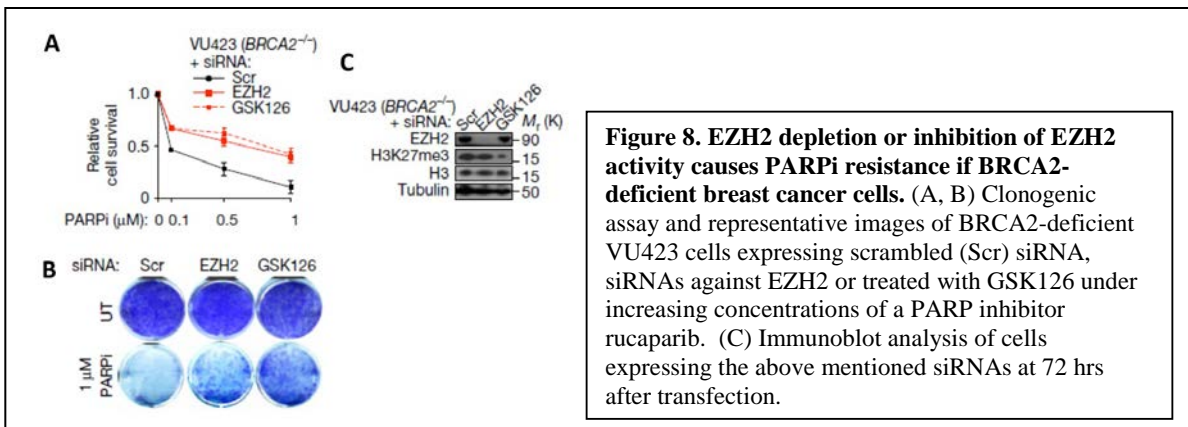 A
VU423 (BRCA2−/−)
+ siRNA:
Scr
EZH2
GSK126
Relative
cell survival
1.0
0.5
0
PARPi (μM): 0 0.1 0.5 1
B
siRNA: Scr EZH2 GSK126
UT
1 μM
PARPi
C
VU423 (BRCA2−/−)
+ siRNA: Scr EZH2 GSK126 Mr (K)
EZH2 90
H3K27me3 15
H3 15
Tubulin 50
Figure 8. EZH2 depletion or inhibition of EZH2
activity causes PARPi resistance if BRCA2-
deficient breast cancer cells. (A, B) Clonogenic
assay and representative images of BRCA2-deficient
VU423 cells expressing scrambled (Scr) siRNA,
siRNAs against EZH2 or treated with GSK126 under
increasing concentrations of a PARP inhibitor
rucaparib. (C) Immunoblot analysis of cells
expressing the above mentioned siRNAs at 72 hrs
after transfection.